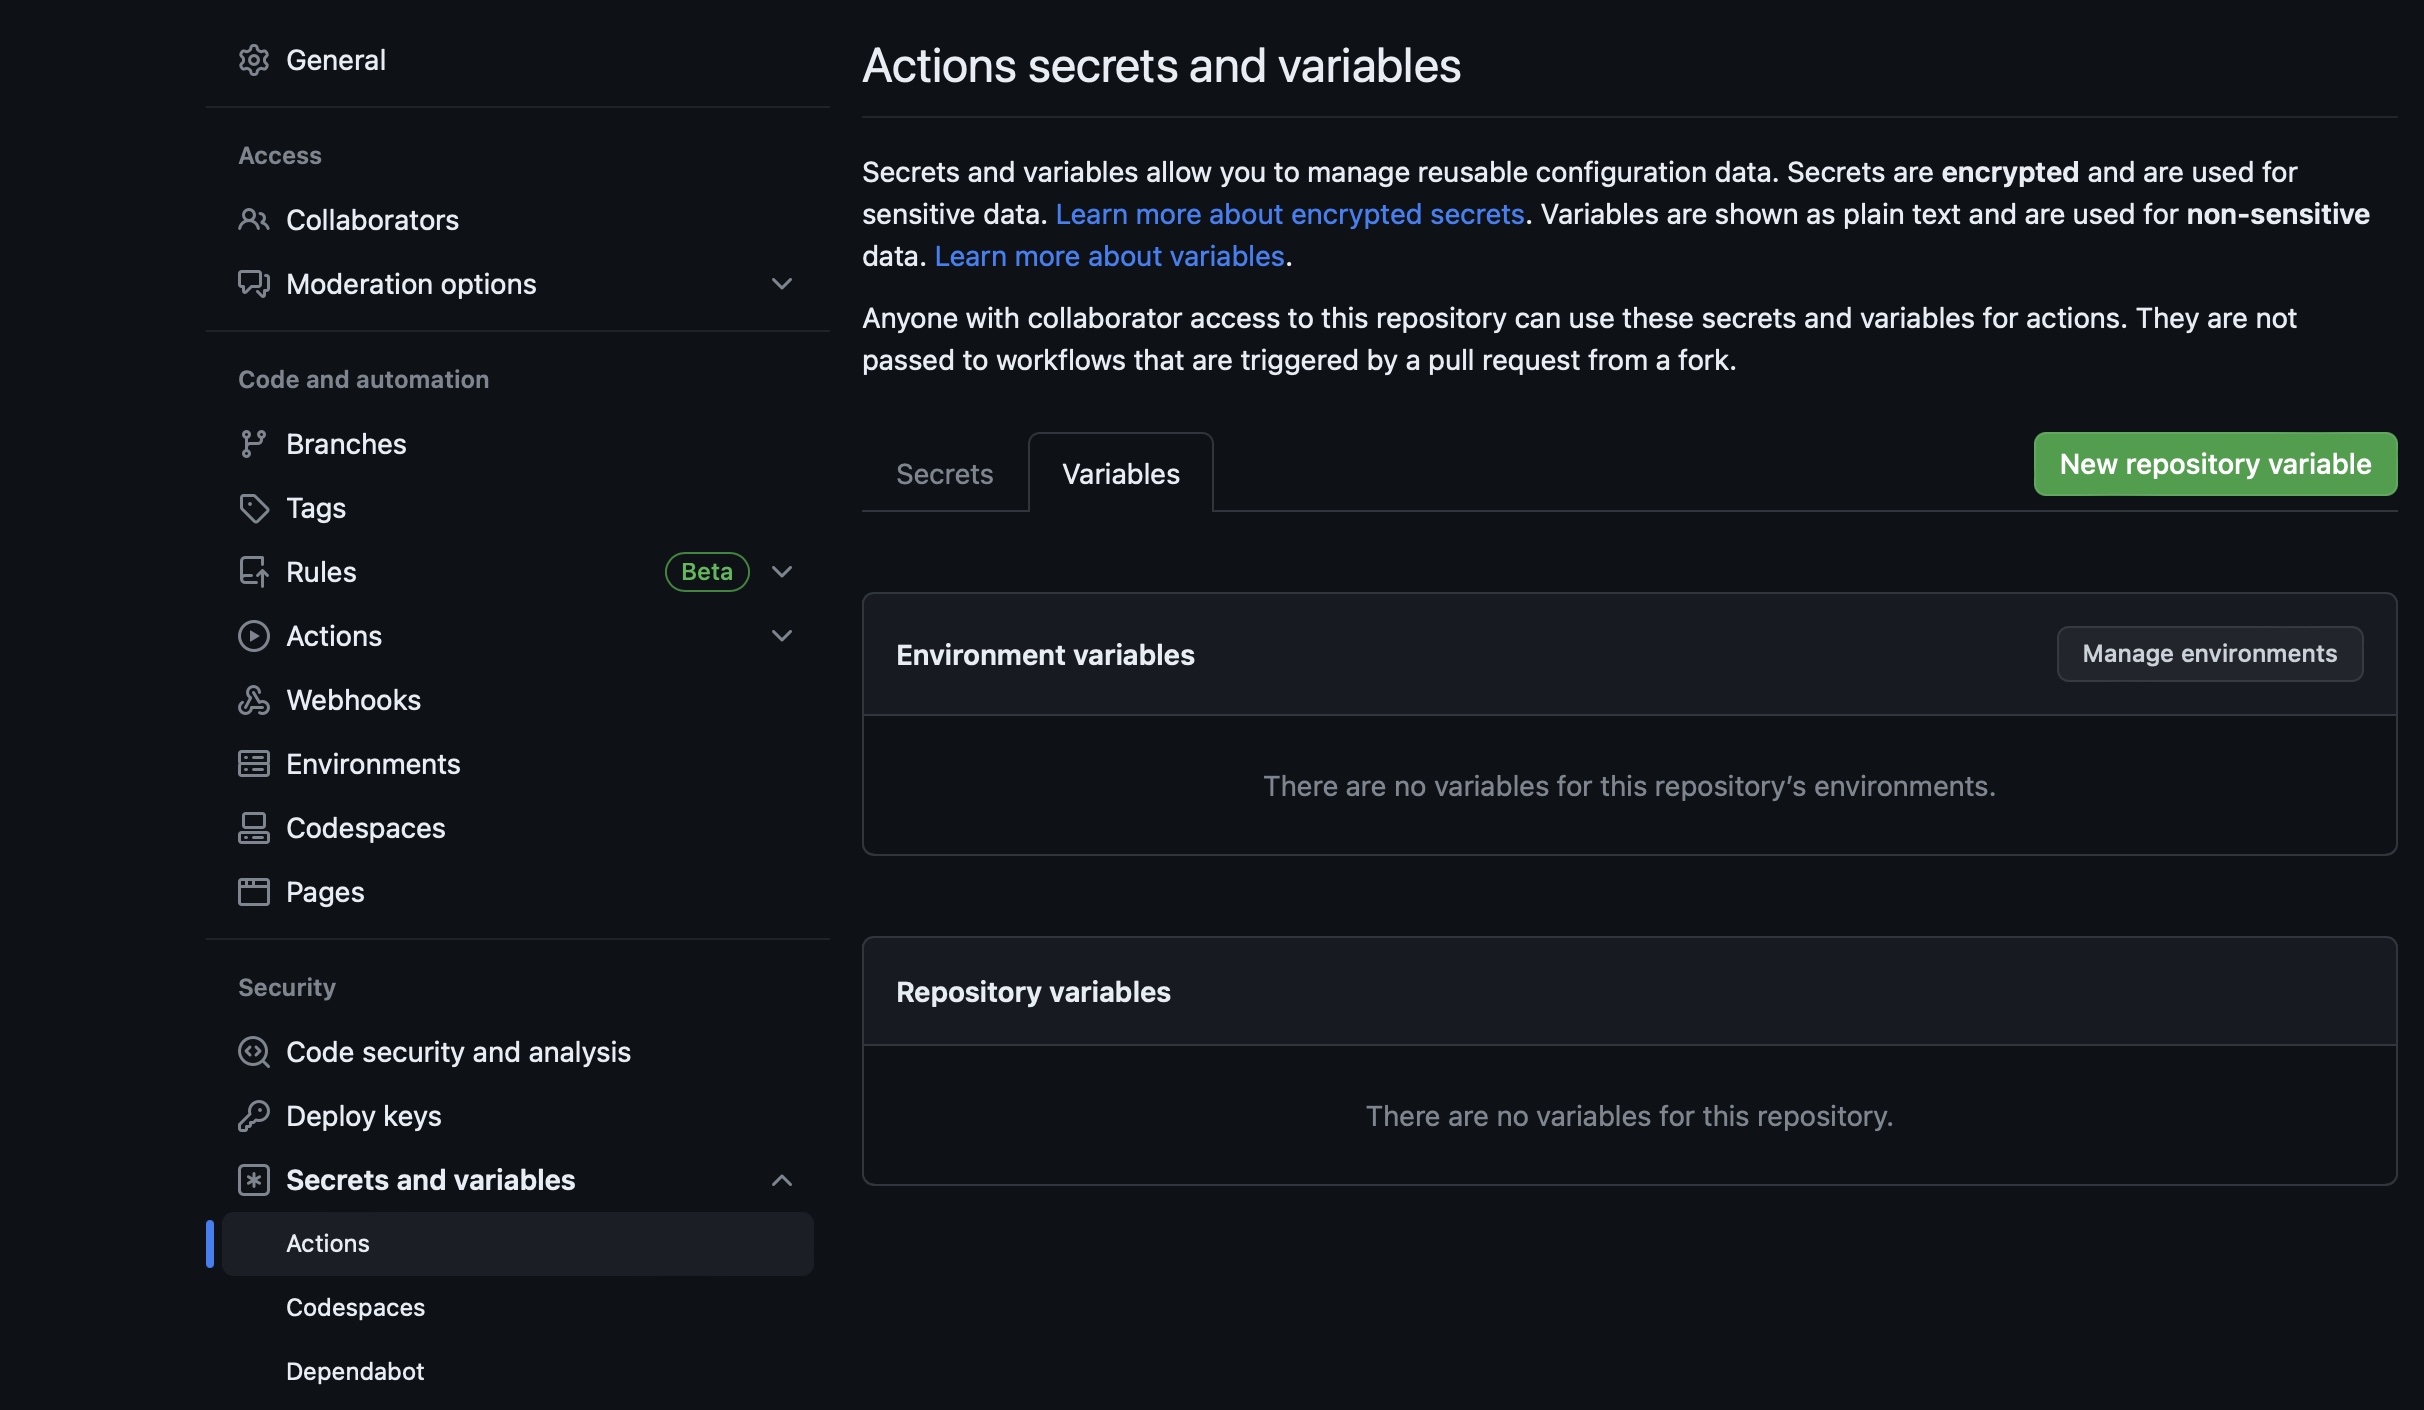 General
Access
Collaborators
Moderation options
Code and automation
Branches
Tags
Rules Beta
Actions
Webhooks
Environments
Codespaces
Pages
Security
Code security and analysis
Deploy keys
Secrets and variables
Actions
Codespaces
Dependabot
Actions secrets and variables
Secrets and variables allow you to manage reusable configuration data. Secrets are encrypted and are used for
sensitive data. Learn more about encrypted secrets. Variables are shown as plain text and are used for non-sensitive
data. Learn more about variables.
Anyone with collaborator access to this repository can use these secrets and variables for actions. They are not
passed to workflows that are triggered by a pull request from a fork.
Secrets Variables New repository variable
Environment variables Manage environments
There are no variables for this repository’s environments.
Repository variables
There are no variables for this repository.